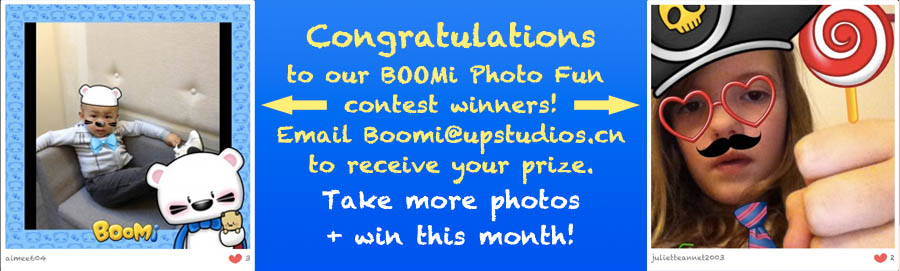 Congratulations
to our BOOMi Photo Fun
contest winners!
Email Boomi@upstudios.cn
to receive your prize.
Take more photos
+ win this month!
BOOMi
aimeet04
3
julietteannet2003
2